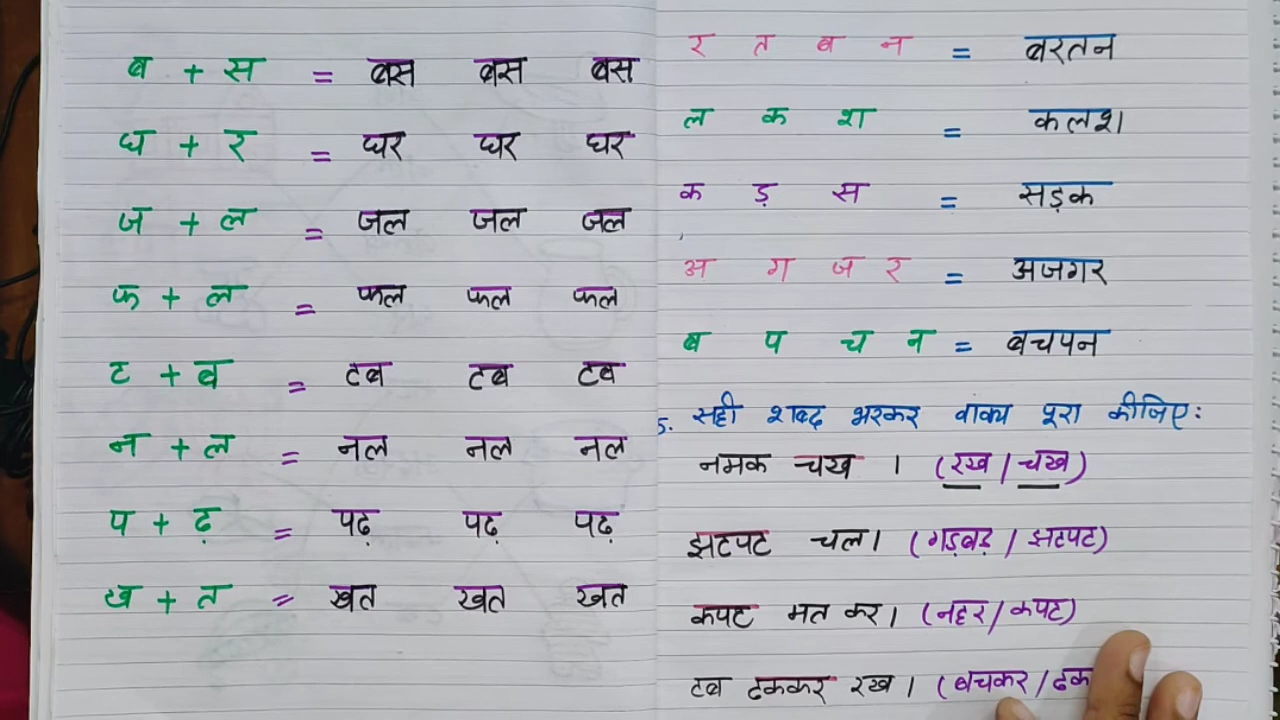 ब + स = बस बस बस
घ + र = घर घर घर
ज + ल = जल जल जल
फ + ल = फल फल फल
ट + ब = टब टब टब
न + ल = नल नल नल
प + ढ़ = पढ़ पढ़ पढ़
ख + त = खत खत खत
र त ब न = बरतन
ल क श = कलश
क ड़ स = सड़क
अ ग ज र = अजगर
ब प च न = बचपन
5. सही शब्द भरकर वाक्य पूरा कीजिए:
नमक चख । (रख / चख)
झटपट चल। (गड़बड़ / झटपट)
कपट मत कर। (नहर / कपट)
टब ढककर रख। (बचकर / ढक